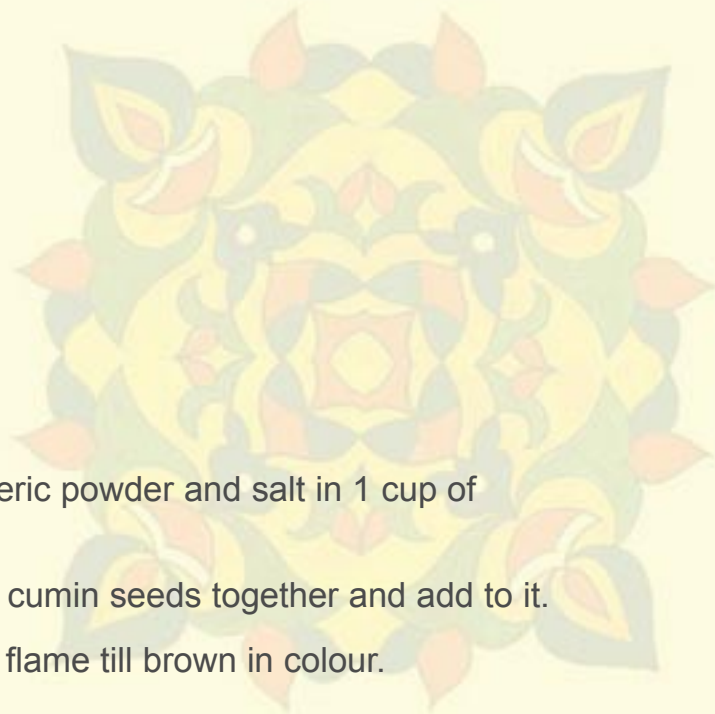 eric powder and salt in 1 cup of
cumin seeds together and add to it.
flame till brown in colour.